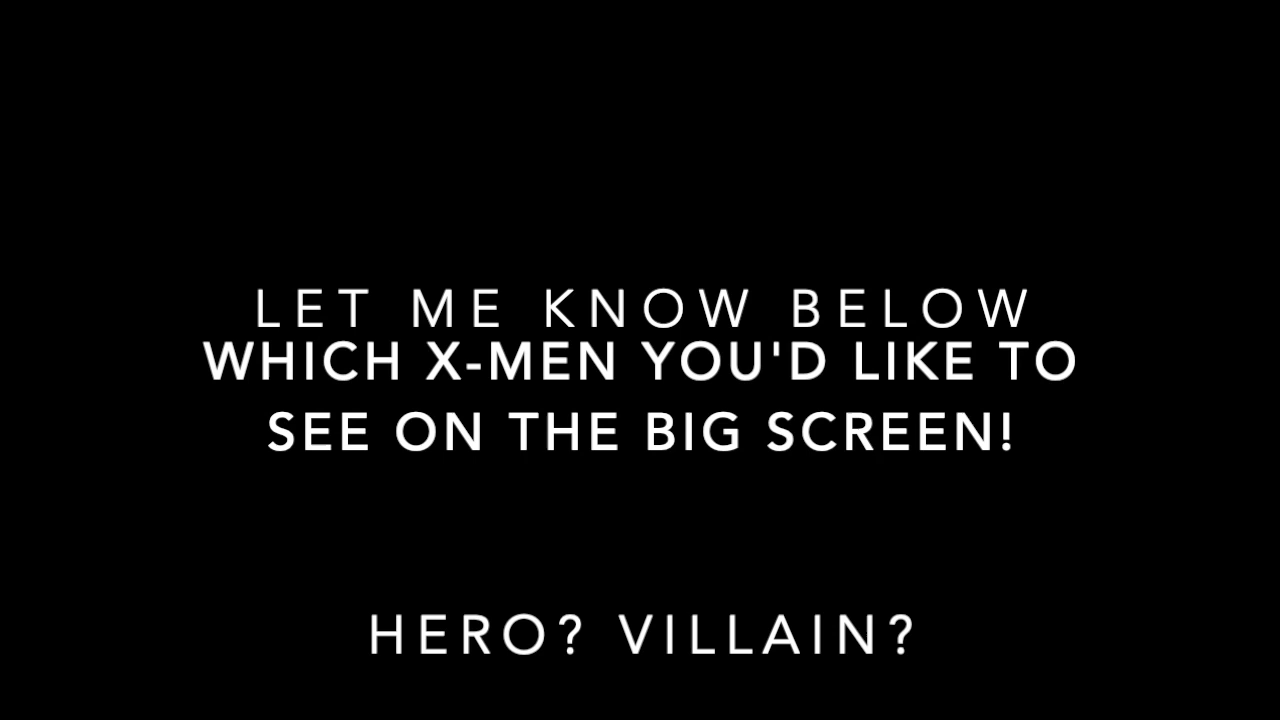 LET ME KNOW BELOW
WHICH X-MEN YOU'D LIKE TO
SEE ON THE BIG SCREEN!
HERO? VILLAIN?